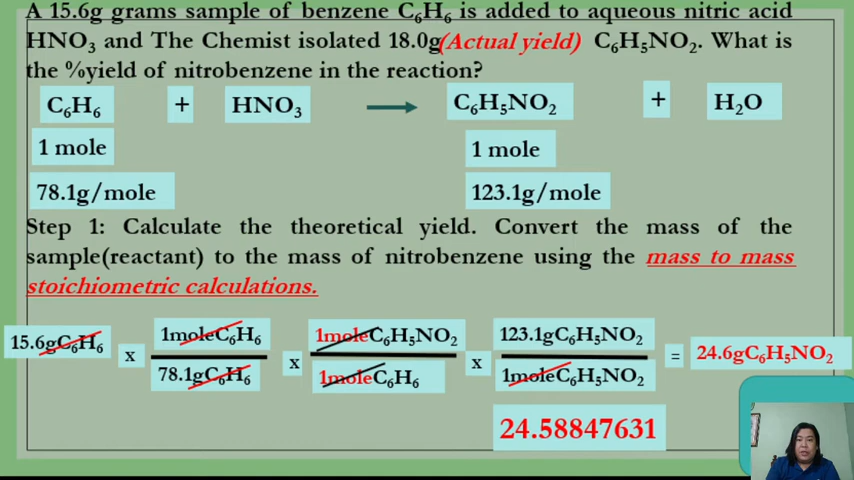 A 15.6g grams sample of benzene C₆H₆ is added to aqueous nitric acid
HNO₃ and The Chemist isolated 18.0g(Actual yield) C₆H₅NO₂. What is
the %yield of nitrobenzene in the reaction?
C₆H₆ + HNO₃ → C₆H₅NO₂ + H₂O
1 mole 1 mole
78.1g/mole 123.1g/mole
Step 1: Calculate the theoretical yield. Convert the mass of the
sample(reactant) to the mass of nitrobenzene using the mass to mass
stoichiometric calculations.
1moleC₆H₆ 1moleC₆H₅NO₂ 123.1gC₆H₅NO₂
15.6gC₆H₆ x x x = 24.6gC₆H₅NO₂
78.1gC₆H₆ 1moleC₆H₆ 1moleC₆H₅NO₂
24.58847631